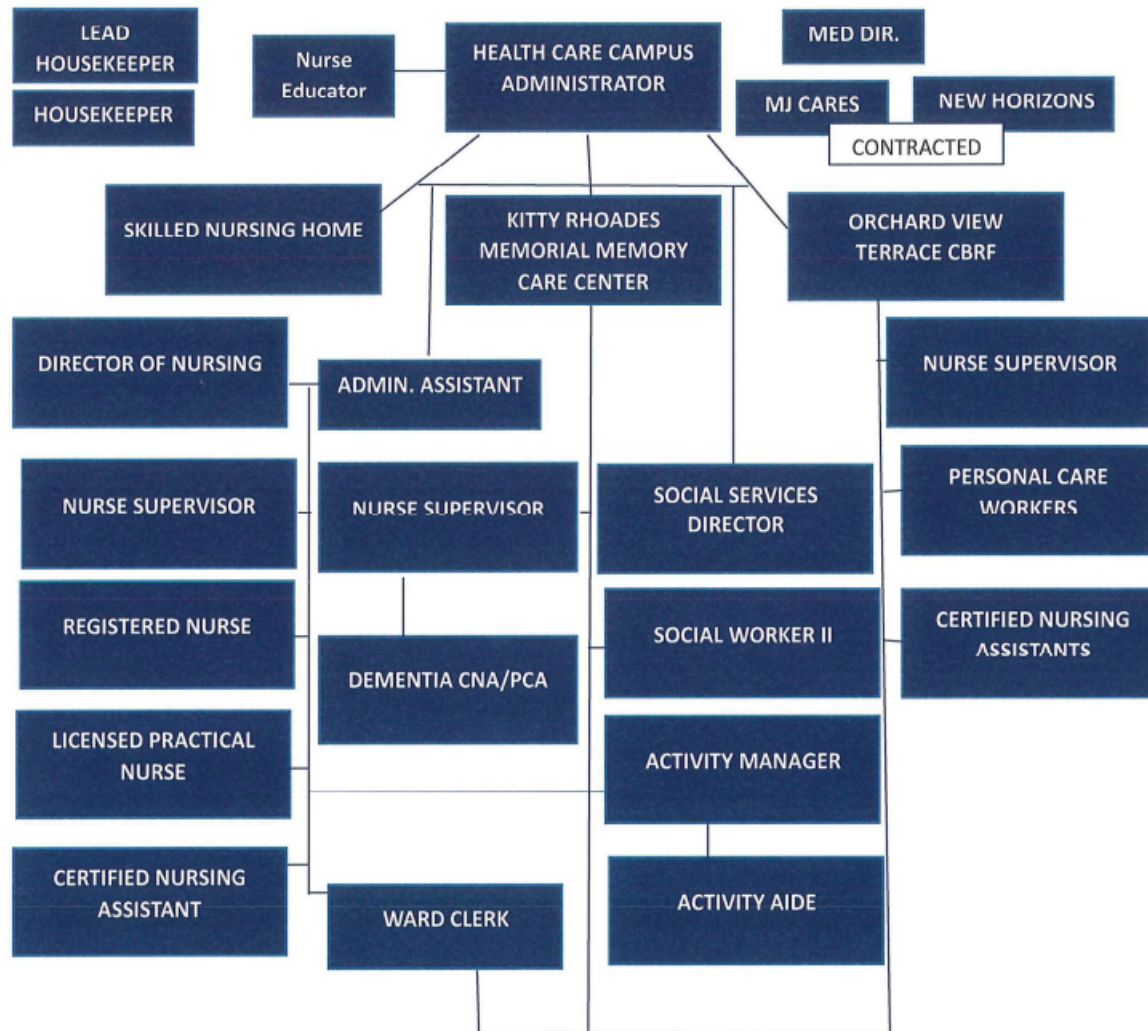 LEAD
HOUSEKEEPER
HOUSEKEEPER
Nurse
Educator
HEALTH CARE CAMPUS
ADMINISTRATOR
MED DIR.
MJ CARES
NEW HORIZONS
CONTRACTED
SKILLED NURSING HOME
KITTY RHOADES
MEMORIAL MEMORY
CARE CENTER
ORCHARD VIEW
TERRACE CBRF
DIRECTOR OF NURSING
ADMIN. ASSISTANT
NURSE SUPERVISOR
NURSE SUPERVISOR
NURSE SUPERVISOR
SOCIAL SERVICES
DIRECTOR
PERSONAL CARE
WORKERS
REGISTERED NURSE
DEMENTIA CNA/PCA
SOCIAL WORKER II
CERTIFIED NURSING
ASSISTANTS
LICENSED PRACTICAL
NURSE
ACTIVITY MANAGER
CERTIFIED NURSING
ASSISTANT
WARD CLERK
ACTIVITY AIDE